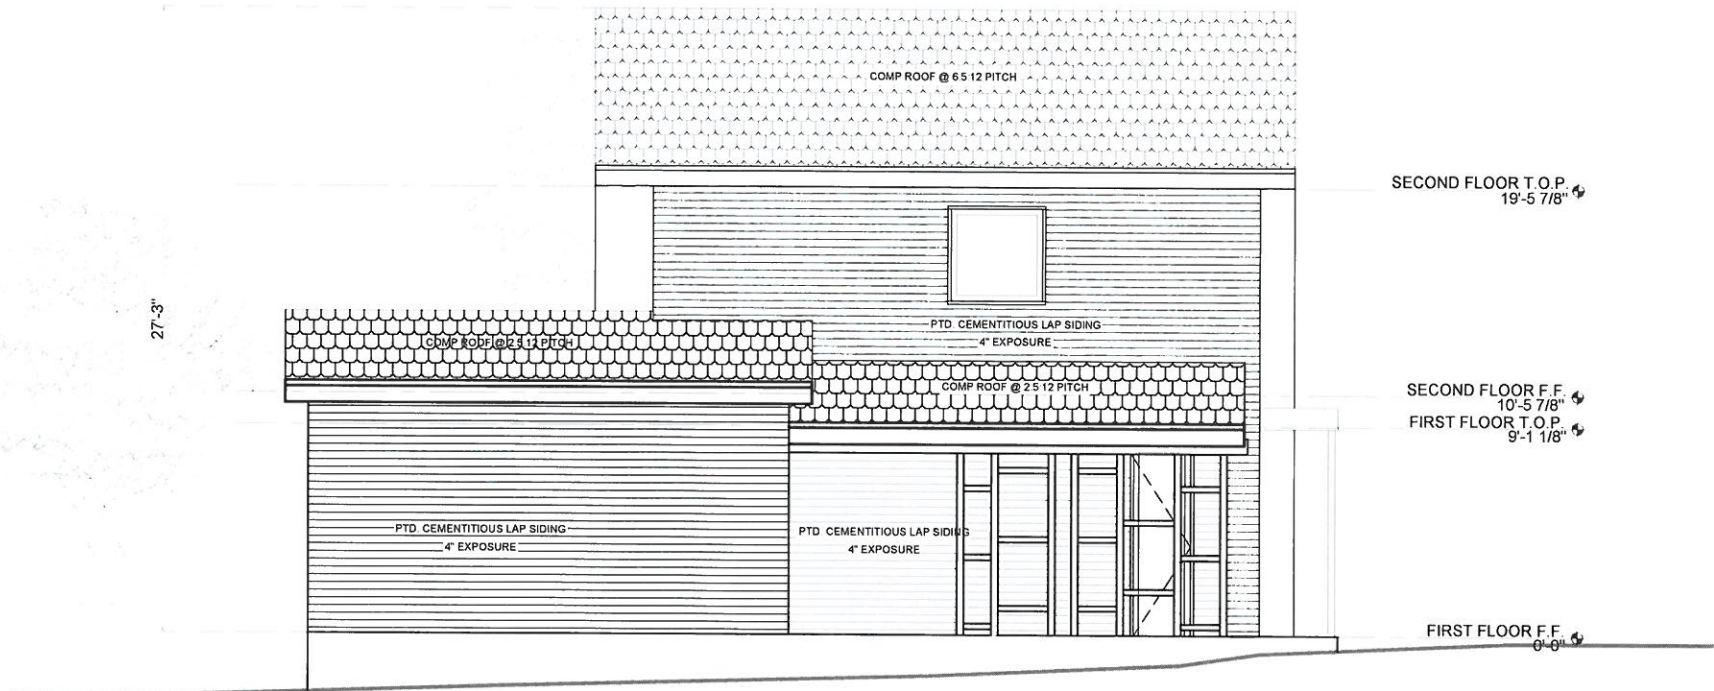 COMP ROOF @ 6.5 12 PITCH
SECOND FLOOR T.O.P.
19'-5 7/8"
27'-3"
PTD. CEMENTITIOUS LAP SIDING
4" EXPOSURE
COMP ROOF @ 2.5 12 PITCH
COMP ROOF @ 2.5 12 PITCH
SECOND FLOOR F.F.
10'-5 7/8"
FIRST FLOOR T.O.P.
9'-1 1/8"
PTD. CEMENTITIOUS LAP SIDING
4" EXPOSURE
PTD. CEMENTITIOUS LAP SIDING
4" EXPOSURE
FIRST FLOOR F.F.
0'-0"